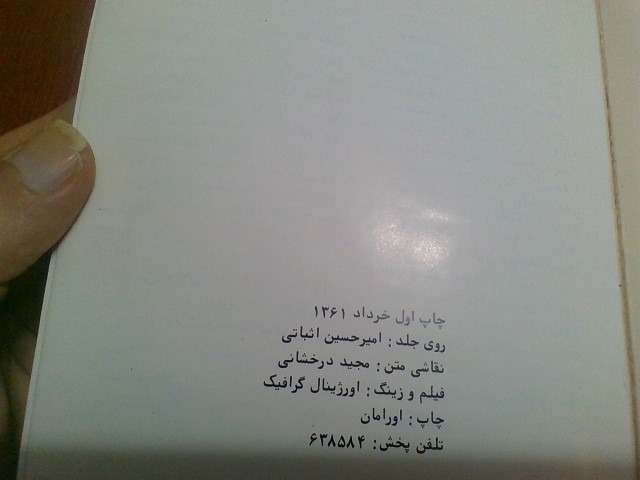 چاپ اول خرداد ۱۳۶۱
روی جلد : امیرحسین اثباتی
نقاشی متن : مجید درخشانی
فیلم و زینگ : اورژینال گرافیک
چاپ : اورامان
تلفن پخش : ۶۳۸۵۸۴